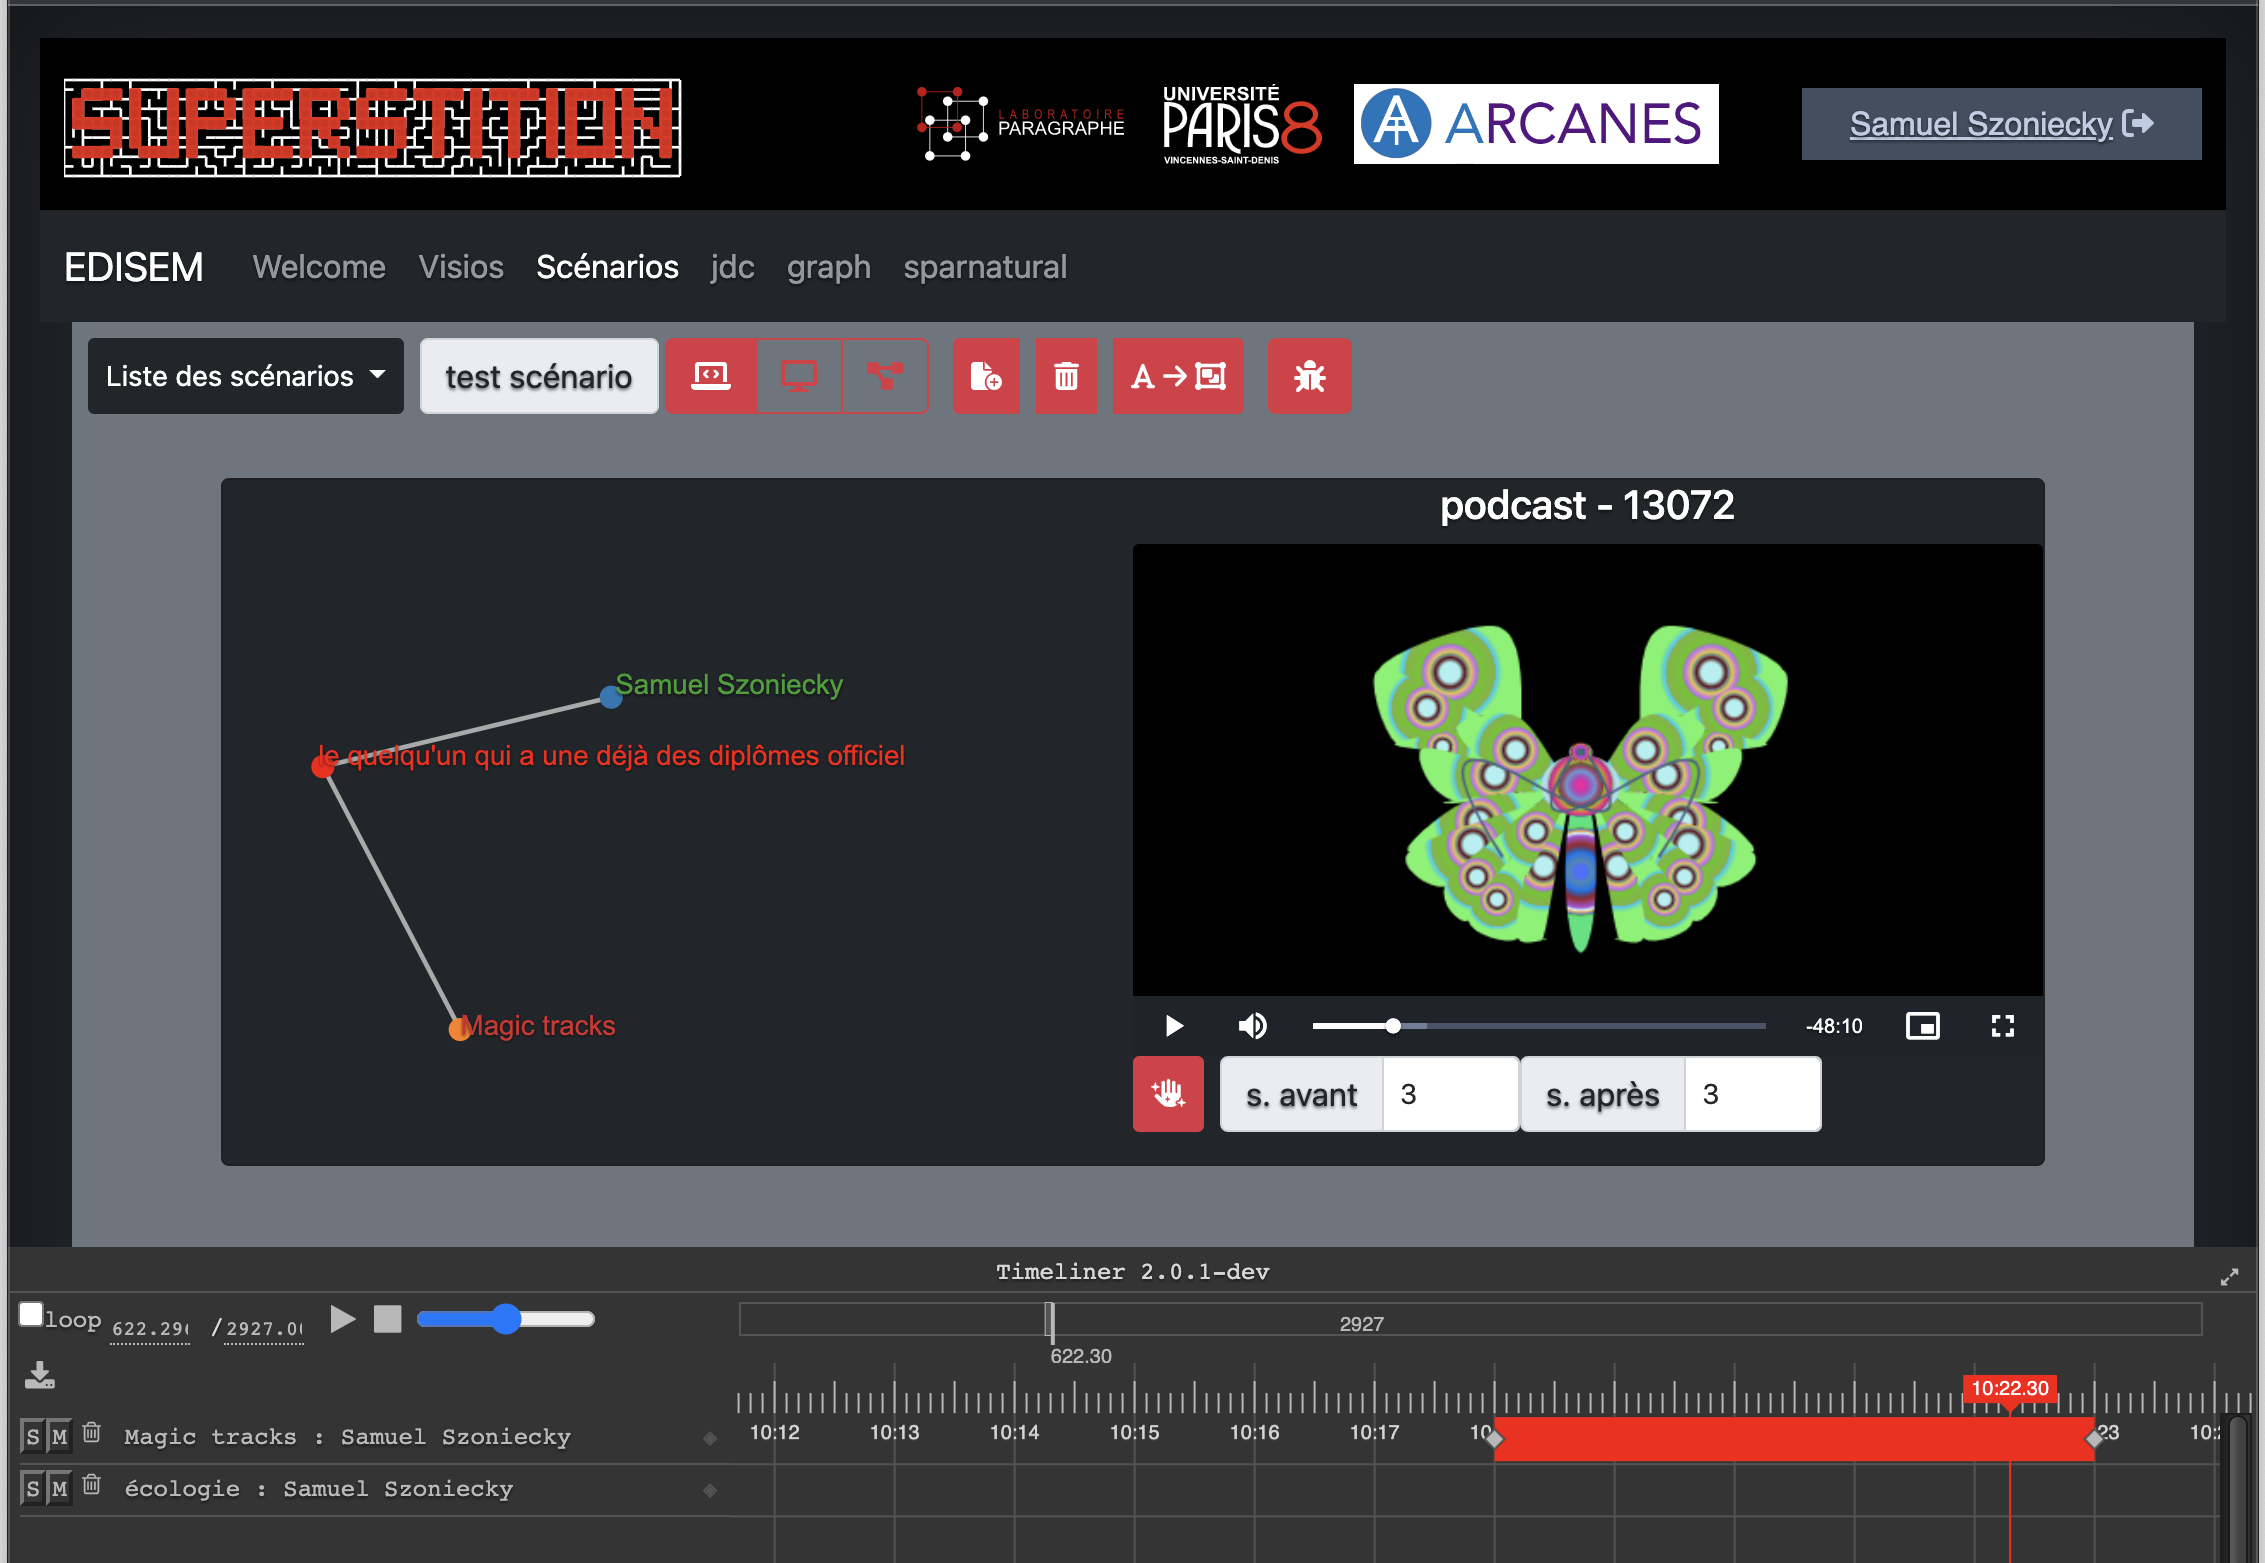 SUPERSTITION
LABORATOIRE
PARAGRAPHE
UNIVERSITÉ
PARIS8
VINCENNES-SAINT-DENIS
ARCANES
Samuel Szoniecky
EDISEM Welcome Visios Scénarios jdc graph sparnatural
Liste des scénarios
test scénario
A
podcast - 13072
Samuel Szoniecky
le quelqu'un qui a une déjà des diplômes officiel
Magic tracks
-48:10
s. avant 3 s. après 3
Timeliner 2.0.1-dev
loop 622.29 /2927.0
2927
622.30
10:22.30
10:12 10:13 10:14 10:15 10:16 10:17 10 23 10:
S M Magic tracks : Samuel Szoniecky
S M écologie : Samuel Szoniecky